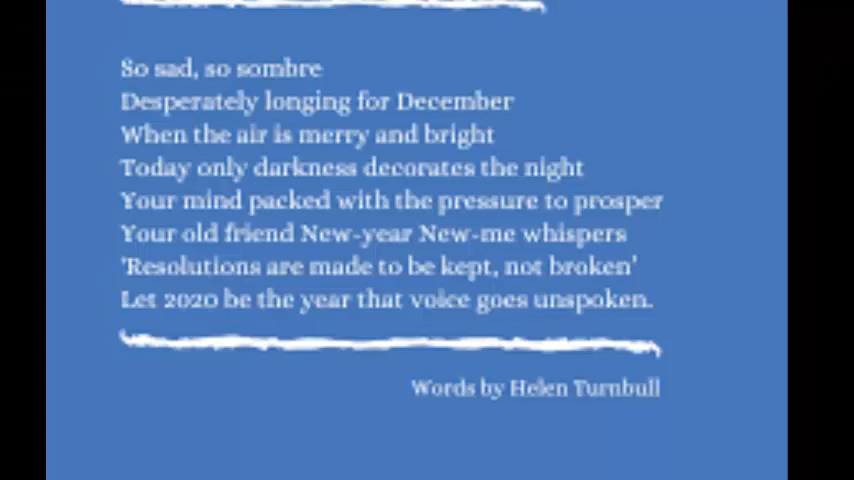 So sad, so sombre
Desperately longing for December
When the air is merry and bright
Today only darkness decorates the night
Your mind packed with the pressure to prosper
Your old friend New-year New-me whispers
'Resolutions are made to be kept, not broken'
Let 2020 be the year that voice goes unspoken.
Words by Helen Turnbull